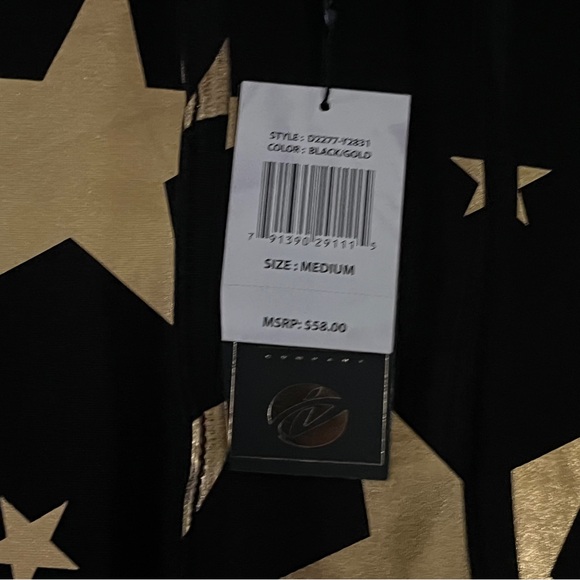 STYLE : D2277-Y2831
COLOR : BLACK/GOLD
7 91390 29111 5
SIZE : MEDIUM
MSRP: $58.00